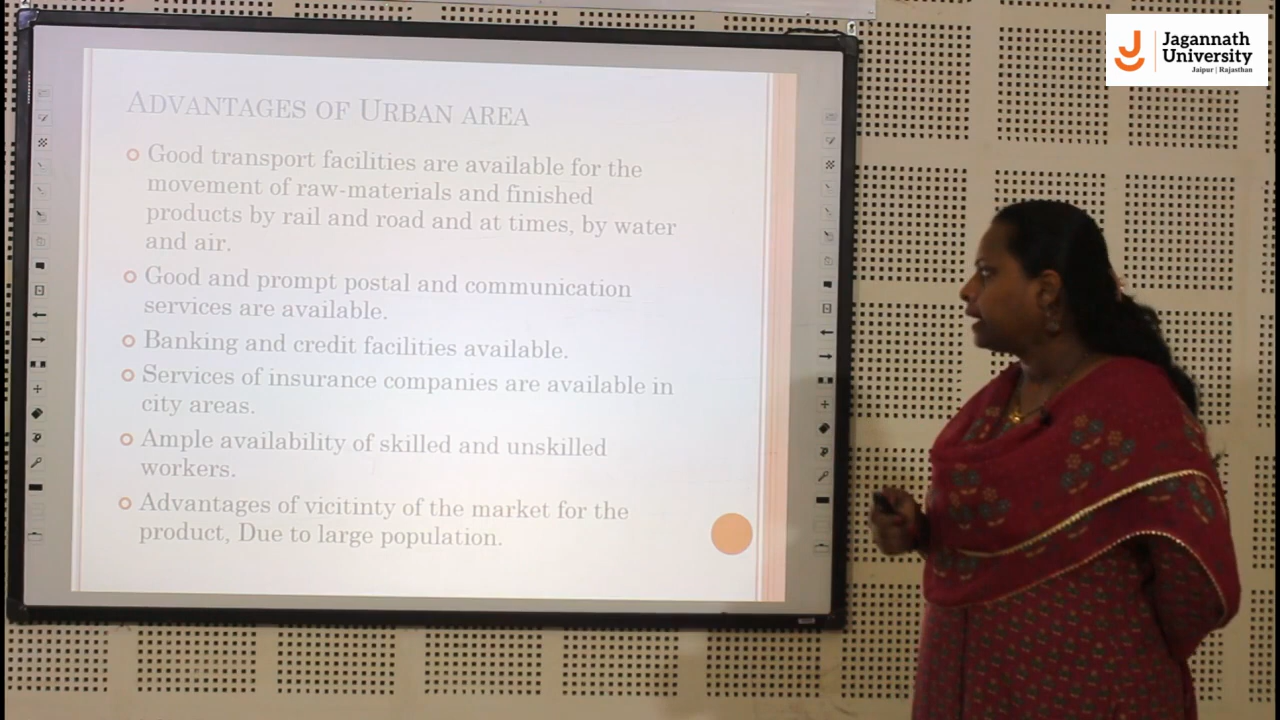 ADVANTAGES OF URBAN AREA
Good transport facilities are available for the
movement of raw-materials and finished
products by rail and road and at times, by water
and air.
Good and prompt postal and communication
services are available.
Banking and credit facilities available.
Services of insurance companies are available in
city areas.
Ample availability of skilled and unskilled
workers.
Advantages of vicitinty of the market for the
product, Due to large population.
Jagannath
University
Jaipur | Rajasthan